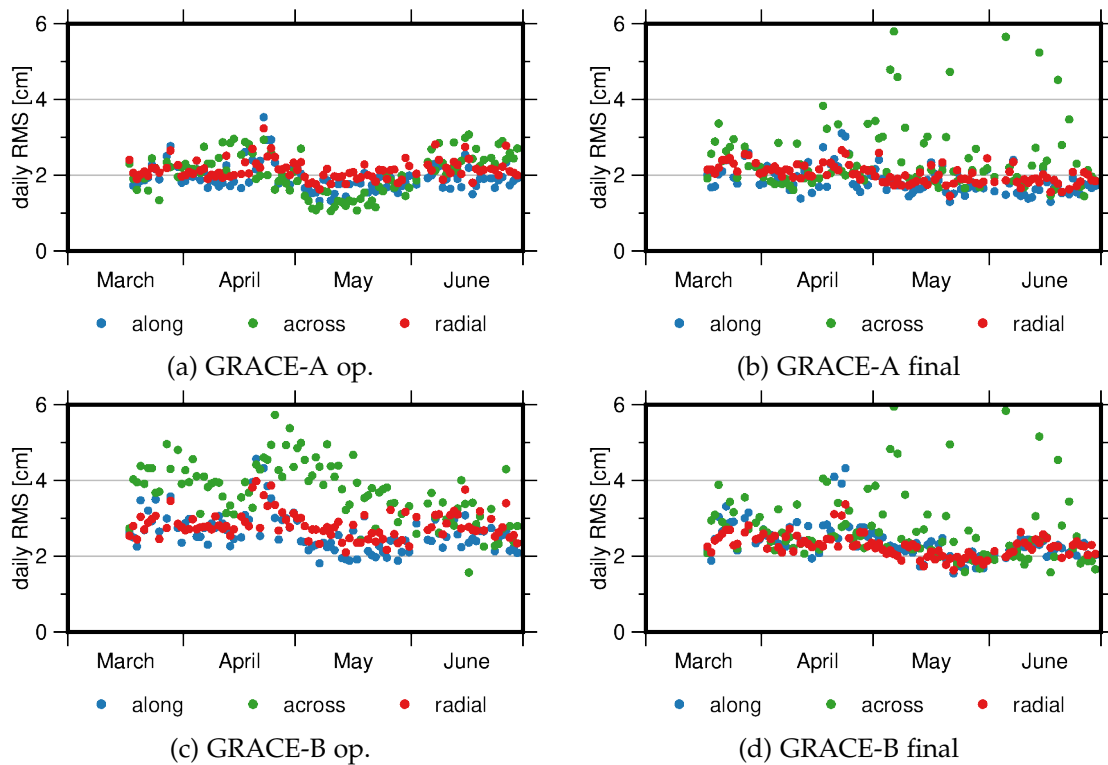 6
4
2
0
daily RMS [cm]
March April May June
along across radial
(a) GRACE-A op.
6
4
2
0
daily RMS [cm]
March April May June
along across radial
(b) GRACE-A final
6
4
2
0
daily RMS [cm]
March April May June
along across radial
(c) GRACE-B op.
6
4
2
0
daily RMS [cm]
March April May June
along across radial
(d) GRACE-B final